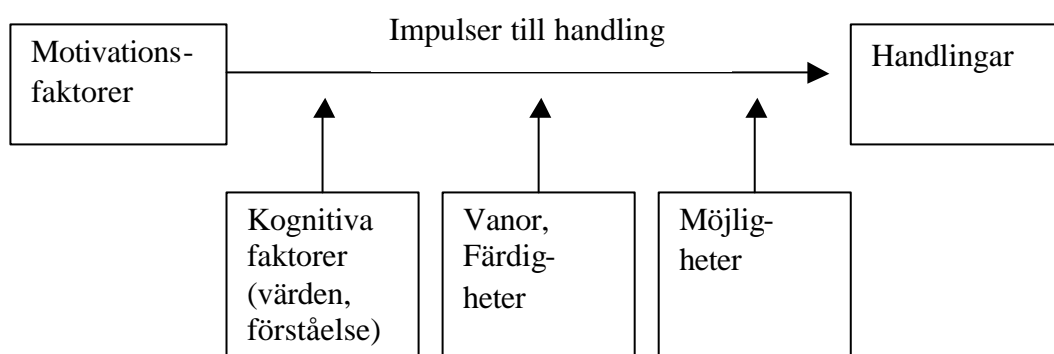 Impulser till handling
Motivations-
faktorer
Handlingar
Kognitiva
faktorer
(värden,
förståelse)
Vanor,
Färdig-
heter
Möjlig-
heter